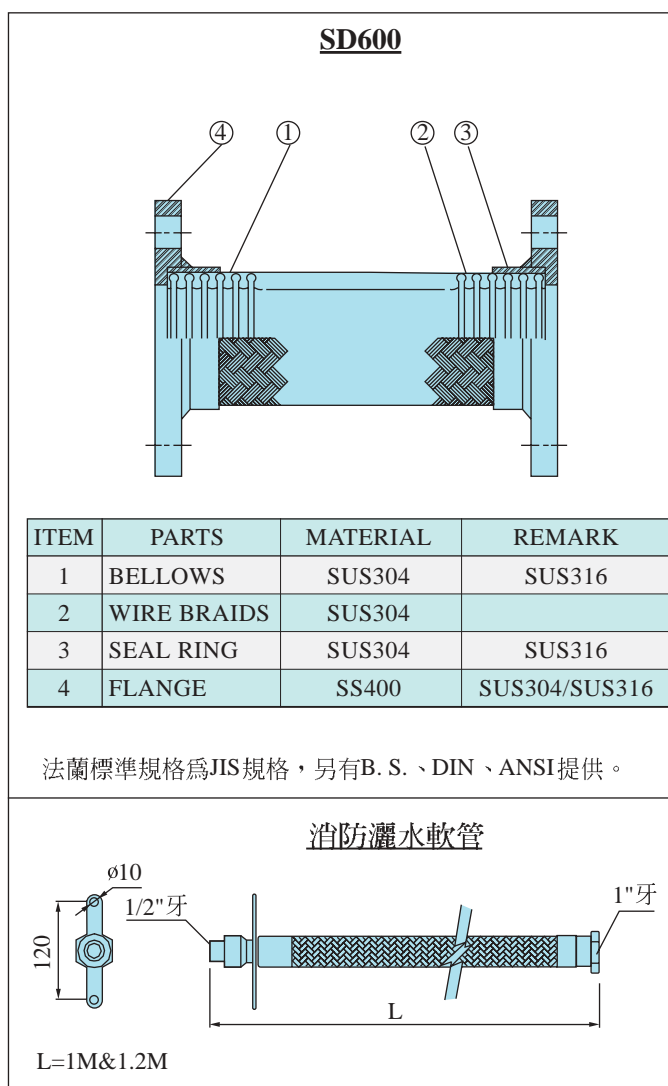 SD600
④ ① ② ③
ITEM PARTS MATERIAL REMARK
1 BELLOWS SUS304 SUS316
2 WIRE BRAIDS SUS304
3 SEAL RING SUS304 SUS316
4 FLANGE SS400 SUS304/SUS316
法蘭標準規格爲JIS規格，另有B. S.、DIN、ANSI提供。
消防灑水軟管
ø10
1/2"牙
1"牙
120
L
L=1M&1.2M